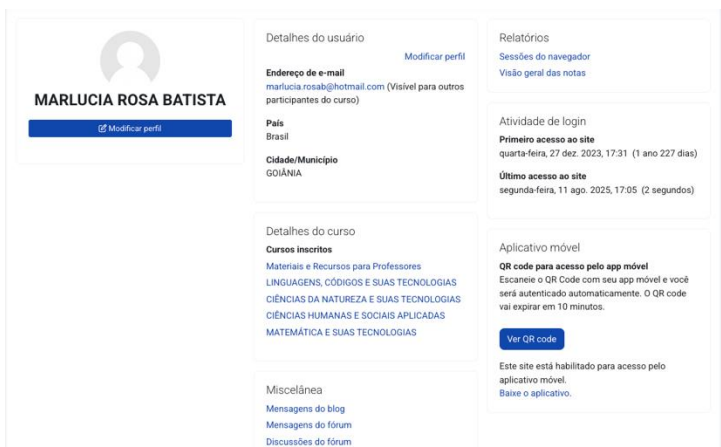 MARLUCIA ROSA BATISTA
Modificar perfil
Detalhes do usuário
Modificar perfil
Endereço de e-mail
marlucia.rosab@hotmail.com (Visível para outros
participantes do curso)
País
Brasil
Cidade/Município
GOIÂNIA
Detalhes do curso
Cursos inscritos
Materiais e Recursos para Professores
LINGUAGENS, CÓDIGOS E SUAS TECNOLOGIAS
CIÊNCIAS DA NATUREZA E SUAS TECNOLOGIAS
CIÊNCIAS HUMANAS E SOCIAIS APLICADAS
MATEMÁTICA E SUAS TECNOLOGIAS
Miscelânea
Mensagens do blog
Mensagens do fórum
Discussões do fórum
Relatórios
Sessões do navegador
Visão geral das notas
Atividade de login
Primeiro acesso ao site
quarta-feira, 27 dez. 2023, 17:31 (1 ano 227 dias)
Último acesso ao site
segunda-feira, 11 ago. 2025, 17:05 (2 segundos)
Aplicativo móvel
QR code para acesso pelo app móvel
Escaneie o QR Code com seu app móvel e você
será autenticado automaticamente. O QR code
vai expirar em 10 minutos.
Ver QR code
Este site está habilitado para acesso pelo
aplicativo móvel.
Baixe o aplicativo.